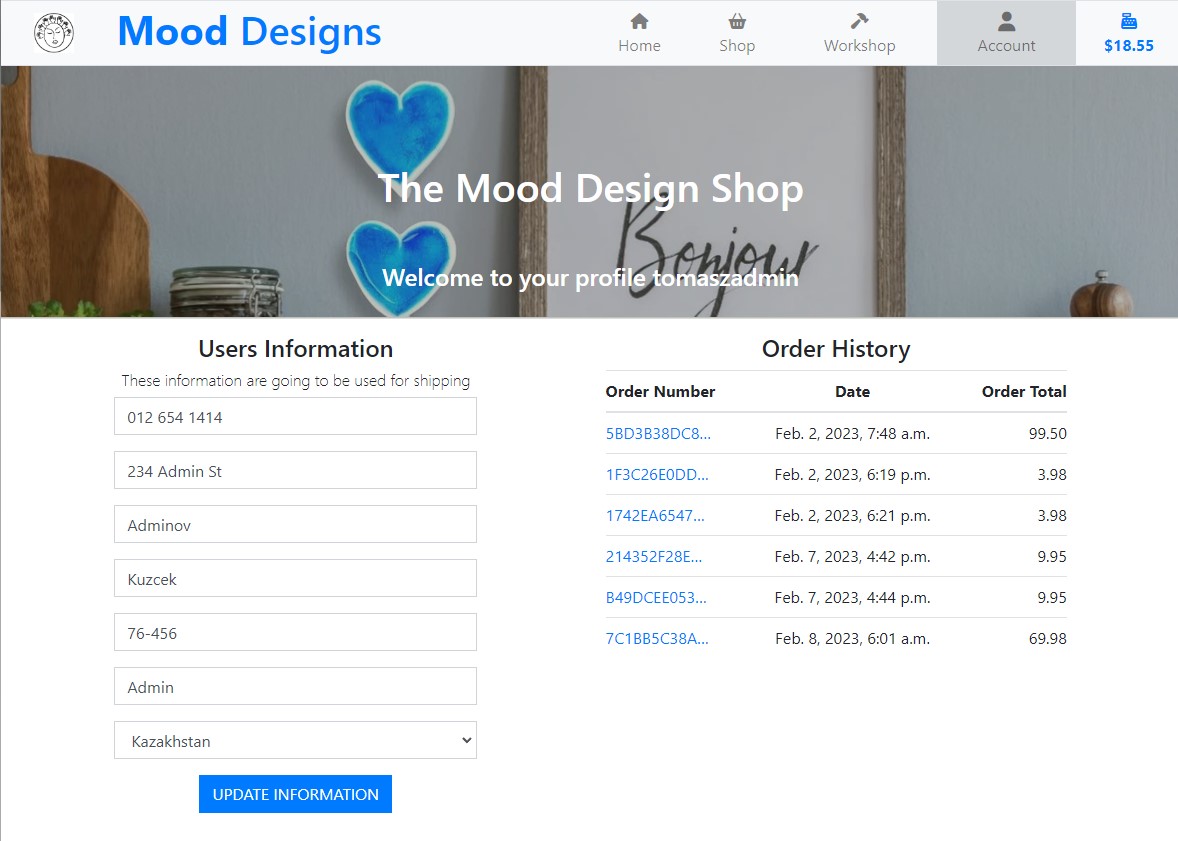 Mood Designs
Home
Shop
Workshop
Account
$18.55
The Mood Design Shop
Bonjour
Welcome to your profile tomaszadmin
Users Information
These information are going to be used for shipping
012 654 1414
234 Admin St
Adminov
Kuzcek
76-456
Admin
Kazakhstan
UPDATE INFORMATION
Order History
Order Number Date Order Total
5BD3B38DC8... Feb. 2, 2023, 7:48 a.m. 99.50
1F3C26E0DD... Feb. 2, 2023, 6:19 p.m. 3.98
1742EA6547... Feb. 2, 2023, 6:21 p.m. 3.98
214352F28E... Feb. 7, 2023, 4:42 p.m. 9.95
B49DCEE053... Feb. 7, 2023, 4:44 p.m. 9.95
7C1BB5C38A... Feb. 8, 2023, 6:01 a.m. 69.98